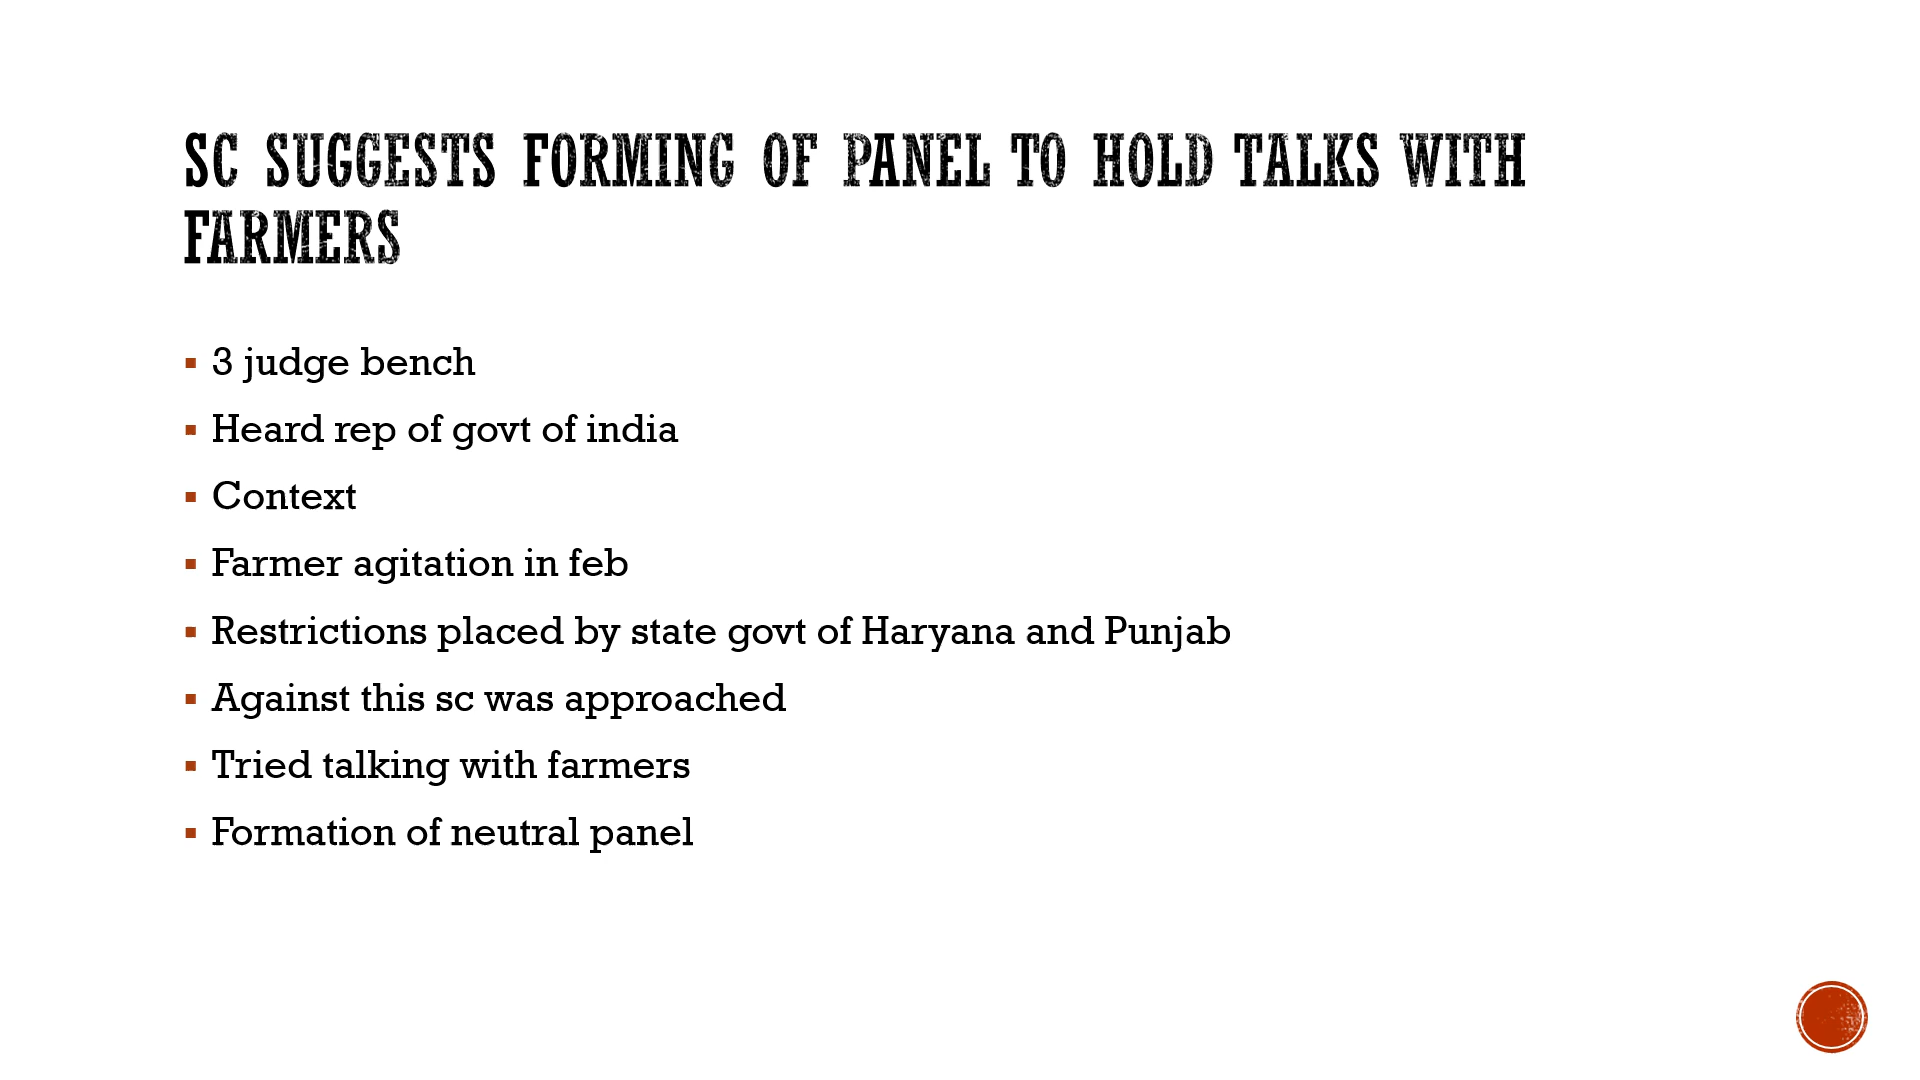 SC SUGGESTS FORMING OF PANEL TO HOLD TALKS WITH
FARMERS
▪ 3 judge bench
▪ Heard rep of govt of india
▪ Context
▪ Farmer agitation in feb
▪ Restrictions placed by state govt of Haryana and Punjab
▪ Against this sc was approached
▪ Tried talking with farmers
▪ Formation of neutral panel